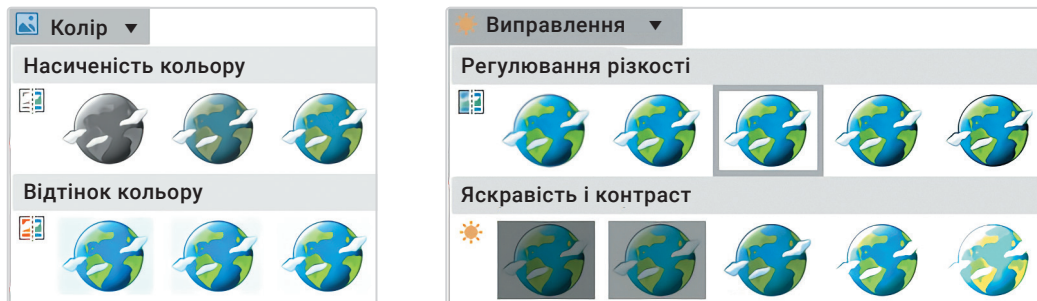 Колір
Насиченість кольору
Відтінок кольору
Виправлення
Регулювання різкості
Яскравість і контраст